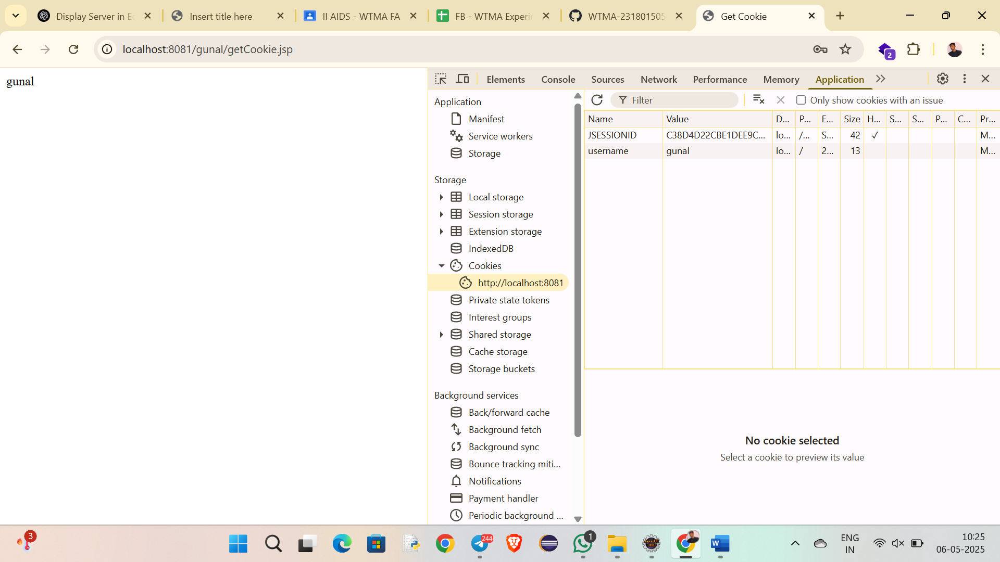 Display Server in Ec
Insert title here
II AIDS - WTMA FA
FB - WTMA Experin
WTMA-231801505
Get Cookie
localhost:8081/gunal/getCookie.jsp
2
gunal
Elements Console Sources Network Performance Memory Application
Application
Manifest
Service workers
Storage
Storage
Local storage
Session storage
Extension storage
IndexedDB
Cookies
http://localhost:8081
Private state tokens
Interest groups
Shared storage
Cache storage
Storage buckets
Background services
Back/forward cache
Background fetch
Background sync
Bounce tracking miti...
Notifications
Payment handler
Periodic background ...
Filter
Only show cookies with an issue
Name Value D... P... E... Size H... S... S... P... C... Pr...
JSESSIONID C38D4D22CBE1DEE9C... lo... /... S... 42 ✓ M...
username gunal lo... / 2... 13 M...
No cookie selected
Select a cookie to preview its value
3
244
1
Java EE
IDE
W
ENG
IN
10:25
06-05-2025